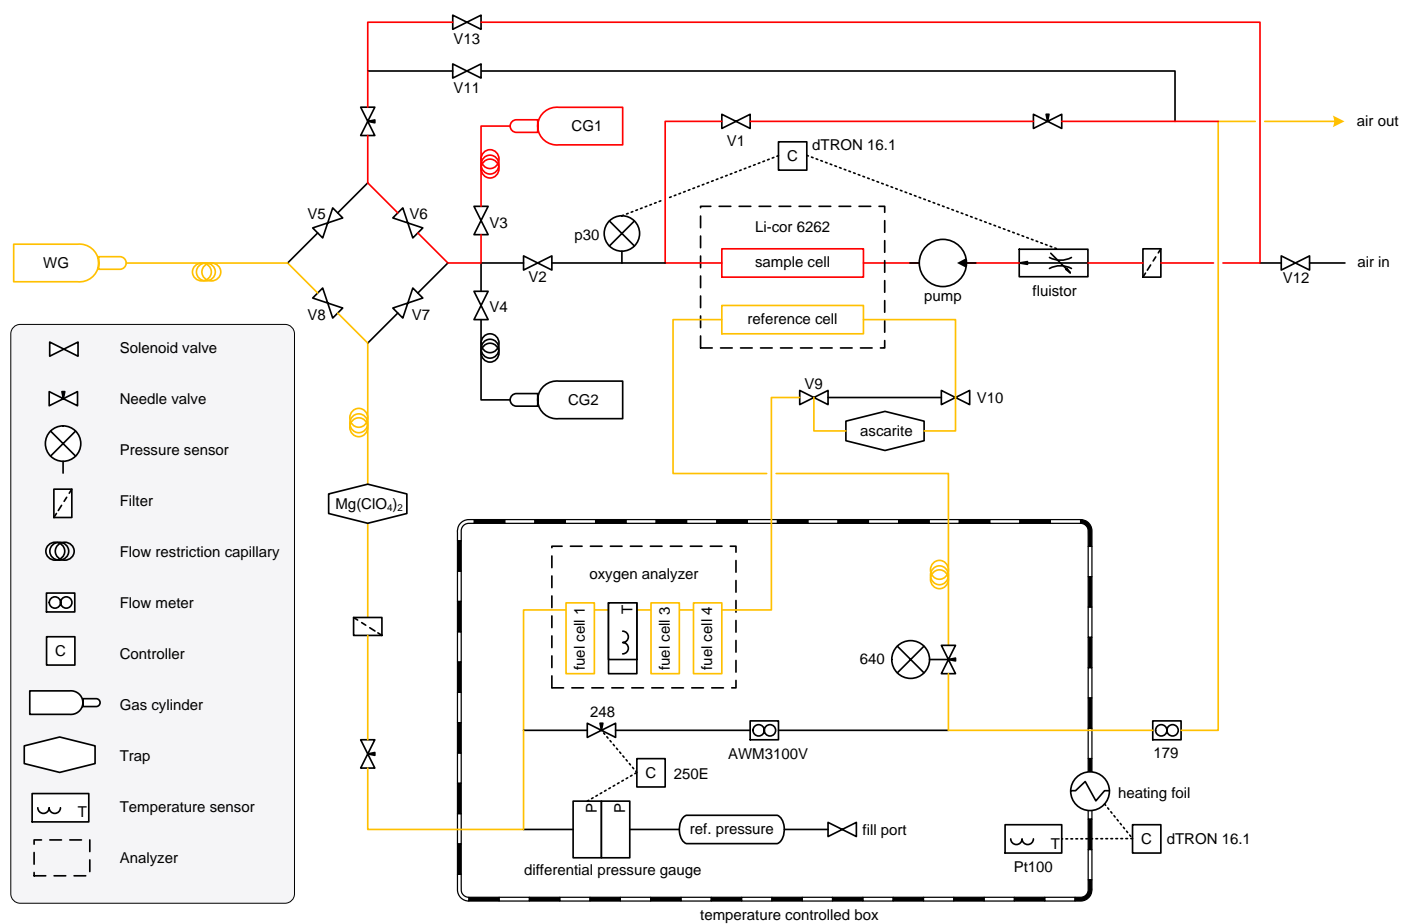 V13
V11
CG1
V1
dTRON 16.1
C
air out
V5
V6
V3
p30
Li-cor 6262
WG
sample cell
pump
fluistor
V12
air in
V2
V8
V7
V4
reference cell
CG2
V9
V10
ascarite
Solenoid valve
Needle valve
Pressure sensor
Filter
Flow restriction capillary
Flow meter
C
Controller
Gas cylinder
Trap
T
Temperature sensor
Analyzer
Mg(ClO₄)₂
oxygen analyzer
fuel cell 1
T
fuel cell 3
fuel cell 4
640
248
AWM3100V
179
C
250E
P
P
ref. pressure
fill port
differential pressure gauge
heating foil
T
Pt100
C
dTRON 16.1
temperature controlled box